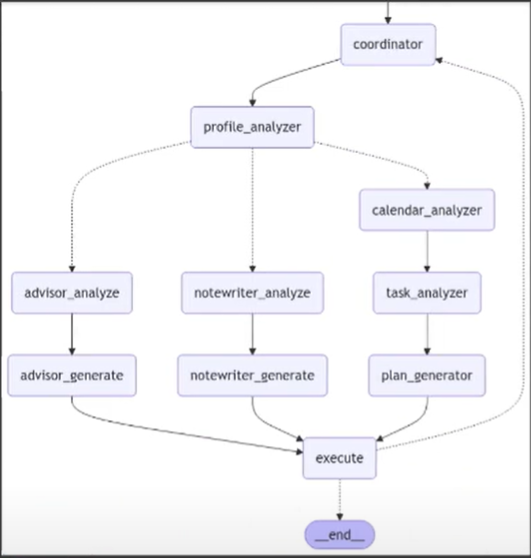 coordinator
profile_analyzer
calendar_analyzer
advisor_analyze
notewriter_analyze
task_analyzer
advisor_generate
notewriter_generate
plan_generator
execute
__end__